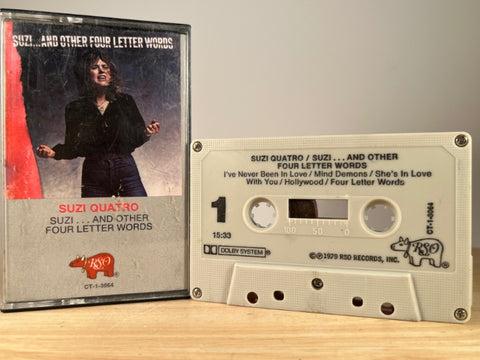 SUZI...AND OTHER FOUR LETTER WORDS
SUZI QUATRO
SUZI...AND OTHER
FOUR LETTER WORDS
RSO®
CT-1-3064
SUZI QUATRO / SUZI...AND OTHER
FOUR LETTER WORDS
I've Never Been In Love / Mind Demons / She's In Love
With You / Hollywood / Four Letter Words
1
15:33
100 50 0
DOLBY SYSTEM®
CT-1-3064
RSO®
©℗1979 RSO RECORDS, INC.